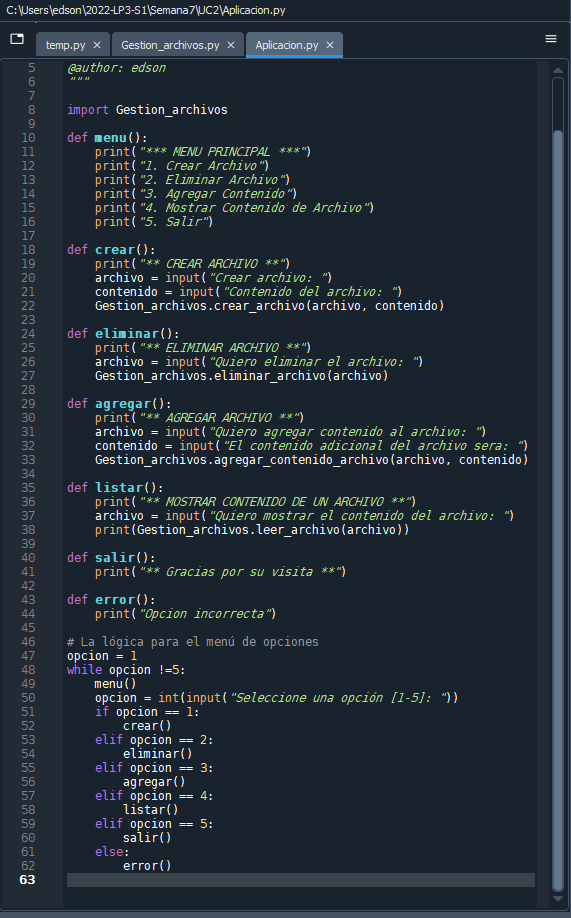 C:\Users\edson\2022-LP3-S1\Semana7\UC2\Aplicacion.py
temp.py × Gestion_archivos.py × Aplicacion.py ×
5 @author: edson
6 """
7
8 import Gestion_archivos
9
10 def menu():
11     print("*** MENU PRINCIPAL ***")
12     print("1. Crear Archivo")
13     print("2. Eliminar Archivo")
14     print("3. Agregar Contenido")
15     print("4. Mostrar Contenido de Archivo")
16     print("5. Salir")
17
18 def crear():
19     print("** CREAR ARCHIVO **")
20     archivo = input("Crear archivo: ")
21     contenido = input("Contenido del archivo: ")
22     Gestion_archivos.crear_archivo(archivo, contenido)
23
24 def eliminar():
25     print("** ELIMINAR ARCHIVO **")
26     archivo = input("Quiero eliminar el archivo: ")
27     Gestion_archivos.eliminar_archivo(archivo)
28
29 def agregar():
30     print("** AGREGAR ARCHIVO **")
31     archivo = input("Quiero agregar contenido al archivo: ")
32     contenido = input("El contenido adicional del archivo sera: ")
33     Gestion_archivos.agregar_contenido_archivo(archivo, contenido)
34
35 def listar():
36     print("** MOSTRAR CONTENIDO DE UN ARCHIVO **")
37     archivo = input("Quiero mostrar el contenido del archivo: ")
38     print(Gestion_archivos.leer_archivo(archivo))
39
40 def salir():
41     print("** Gracias por su visita **")
42
43 def error():
44     print("Opcion incorrecta")
45
46 # La lógica para el menú de opciones
47 opcion = 1
48 while opcion !=5:
49     menu()
50     opcion = int(input("Seleccione una opción [1-5]: "))
51     if opcion == 1:
52         crear()
53     elif opcion == 2:
54         eliminar()
55     elif opcion == 3:
56         agregar()
57     elif opcion == 4:
58         listar()
59     elif opcion == 5:
60         salir()
61     else:
62         error()
63